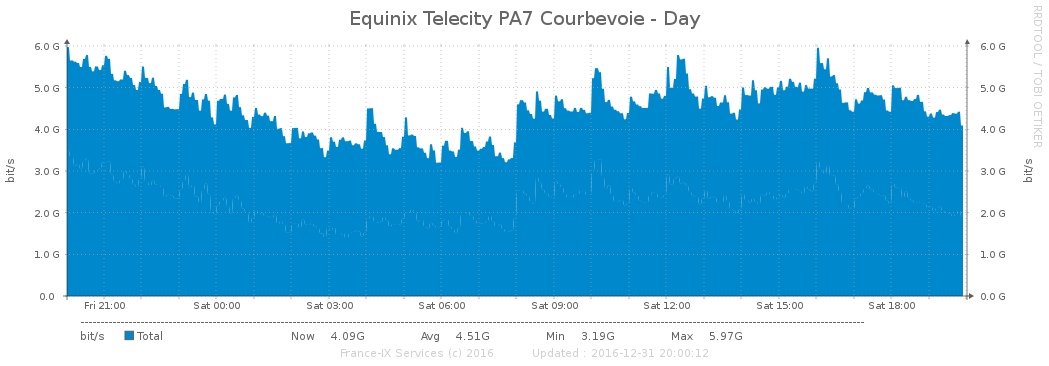 Equinix Telecity PA7 Courbevoie - Day
RRDTOOL / TOBI OETIKER
6.0 G 6.0 G
5.0 G 5.0 G
4.0 G 4.0 G
3.0 G 3.0 G
2.0 G 2.0 G
1.0 G 1.0 G
0.0 0.0 G
bit/s bit/s
Fri 21:00 Sat 00:00 Sat 03:00 Sat 06:00 Sat 09:00 Sat 12:00 Sat 15:00 Sat 18:00
bit/s Total Now 4.09G Avg 4.51G Min 3.19G Max 5.97G
France-IX Services (c) 2016 Updated : 2016-12-31 20:00:12